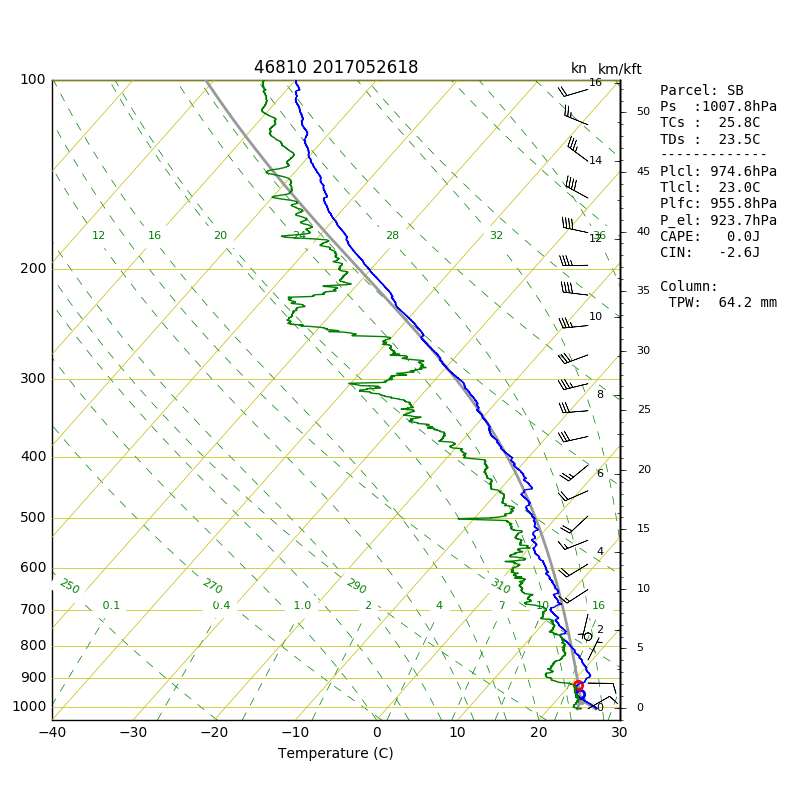 46810 2017052618
kn km/kft
Parcel: SB
Ps  :1007.8hPa
TCs :  25.8C
TDs :  23.5C
-------------
Plcl: 974.6hPa
Tlcl:  23.0C
Plfc: 955.8hPa
P_el: 923.7hPa
CAPE:   0.0J
CIN:   -2.6J
Column:
TPW:  64.2 mm
100
200
300
400
500
600
700
800
900
1000
12 16 20 24 28 32 36
250 270 290 310
0.1 0.4 1.0 2 4 7 10 16
16
14
12
10
8
6
4
2
0
50
45
40
35
30
25
20
15
10
5
0
−40 −30 −20 −10 0 10 20 30
Temperature (C)